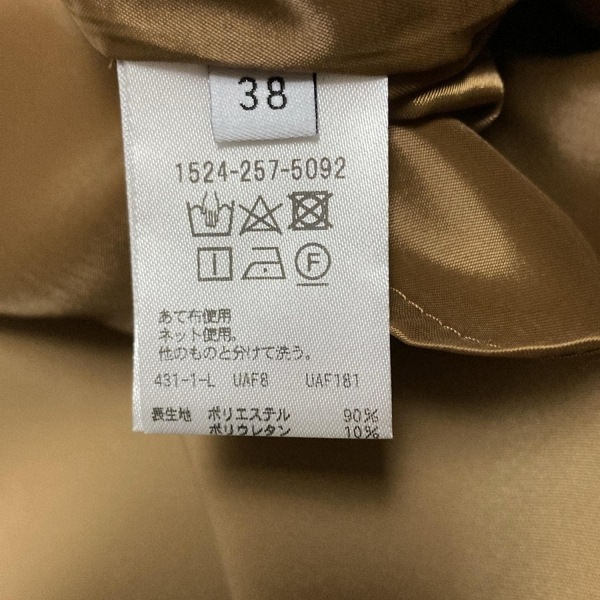 38
1524-257-5092
F
あて布使用
ネット使用。
他のものと分けて洗う。
431-1-L UAF8 UAF181
表生地 ポリエステル 90%
ポリウレタン 10%